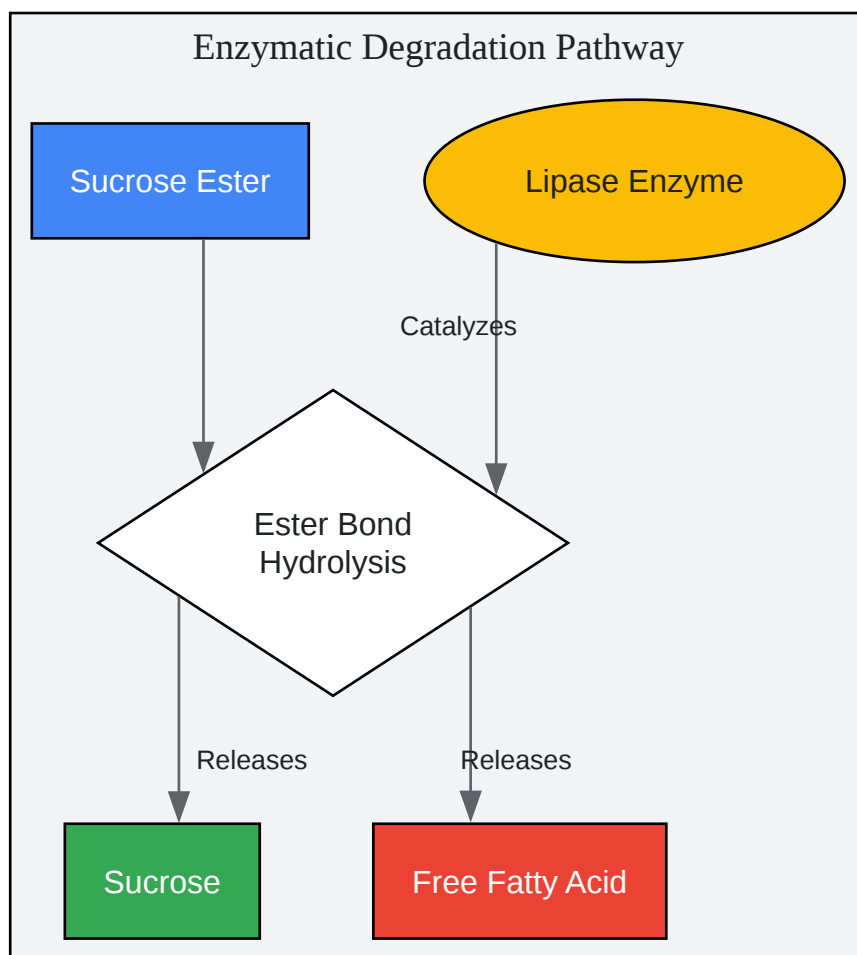 Enzymatic Degradation Pathway
Sucrose Ester
Lipase Enzyme
Catalyzes
Ester Bond
Hydrolysis
Releases
Releases
Sucrose
Free Fatty Acid